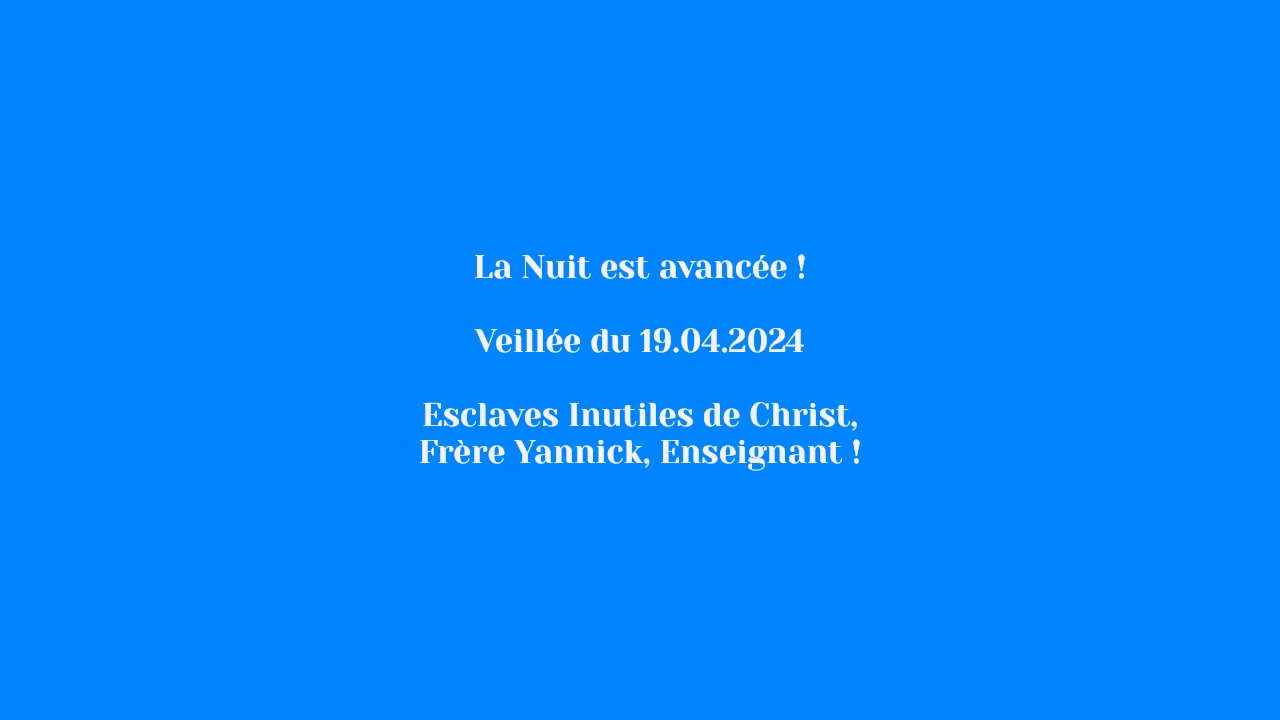 La Nuit est avancée !
Veillée du 19.04.2024
Esclaves Inutiles de Christ,
Frère Yannick, Enseignant !